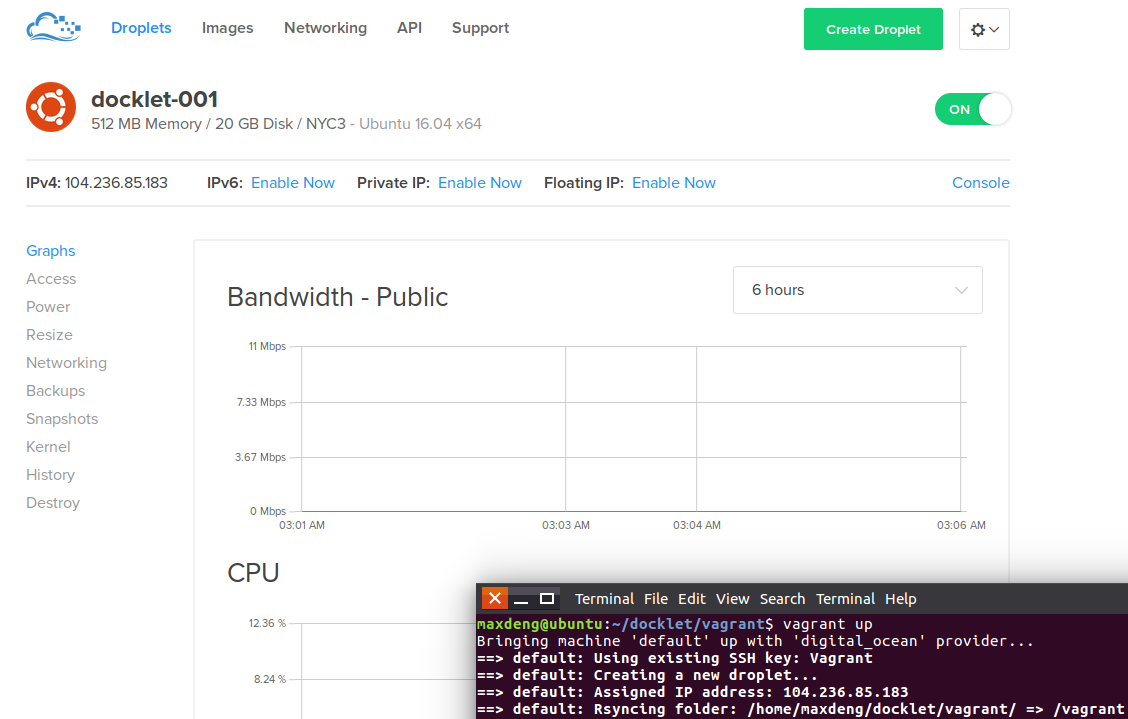 Droplets Images Networking API Support Create Droplet
docklet-001
512 MB Memory / 20 GB Disk / NYC3 - Ubuntu 16.04 x64
ON
IPv4: 104.236.85.183 IPv6: Enable Now Private IP: Enable Now Floating IP: Enable Now Console
Graphs
Access
Power
Resize
Networking
Backups
Snapshots
Kernel
History
Destroy
Bandwidth - Public
6 hours
11 Mbps
7.33 Mbps
3.67 Mbps
0 Mbps
03:01 AM 03:03 AM 03:04 AM 03:06 AM
CPU
12.36 %
8.24 %
Terminal File Edit View Search Terminal Help
maxdeng@ubuntu:~/docklet/vagrant$ vagrant up
Bringing machine 'default' up with 'digital_ocean' provider...
==> default: Using existing SSH key: Vagrant
==> default: Creating a new droplet...
==> default: Assigned IP address: 104.236.85.183
==> default: Rsyncing folder: /home/maxdeng/docklet/vagrant/ => /vagrant